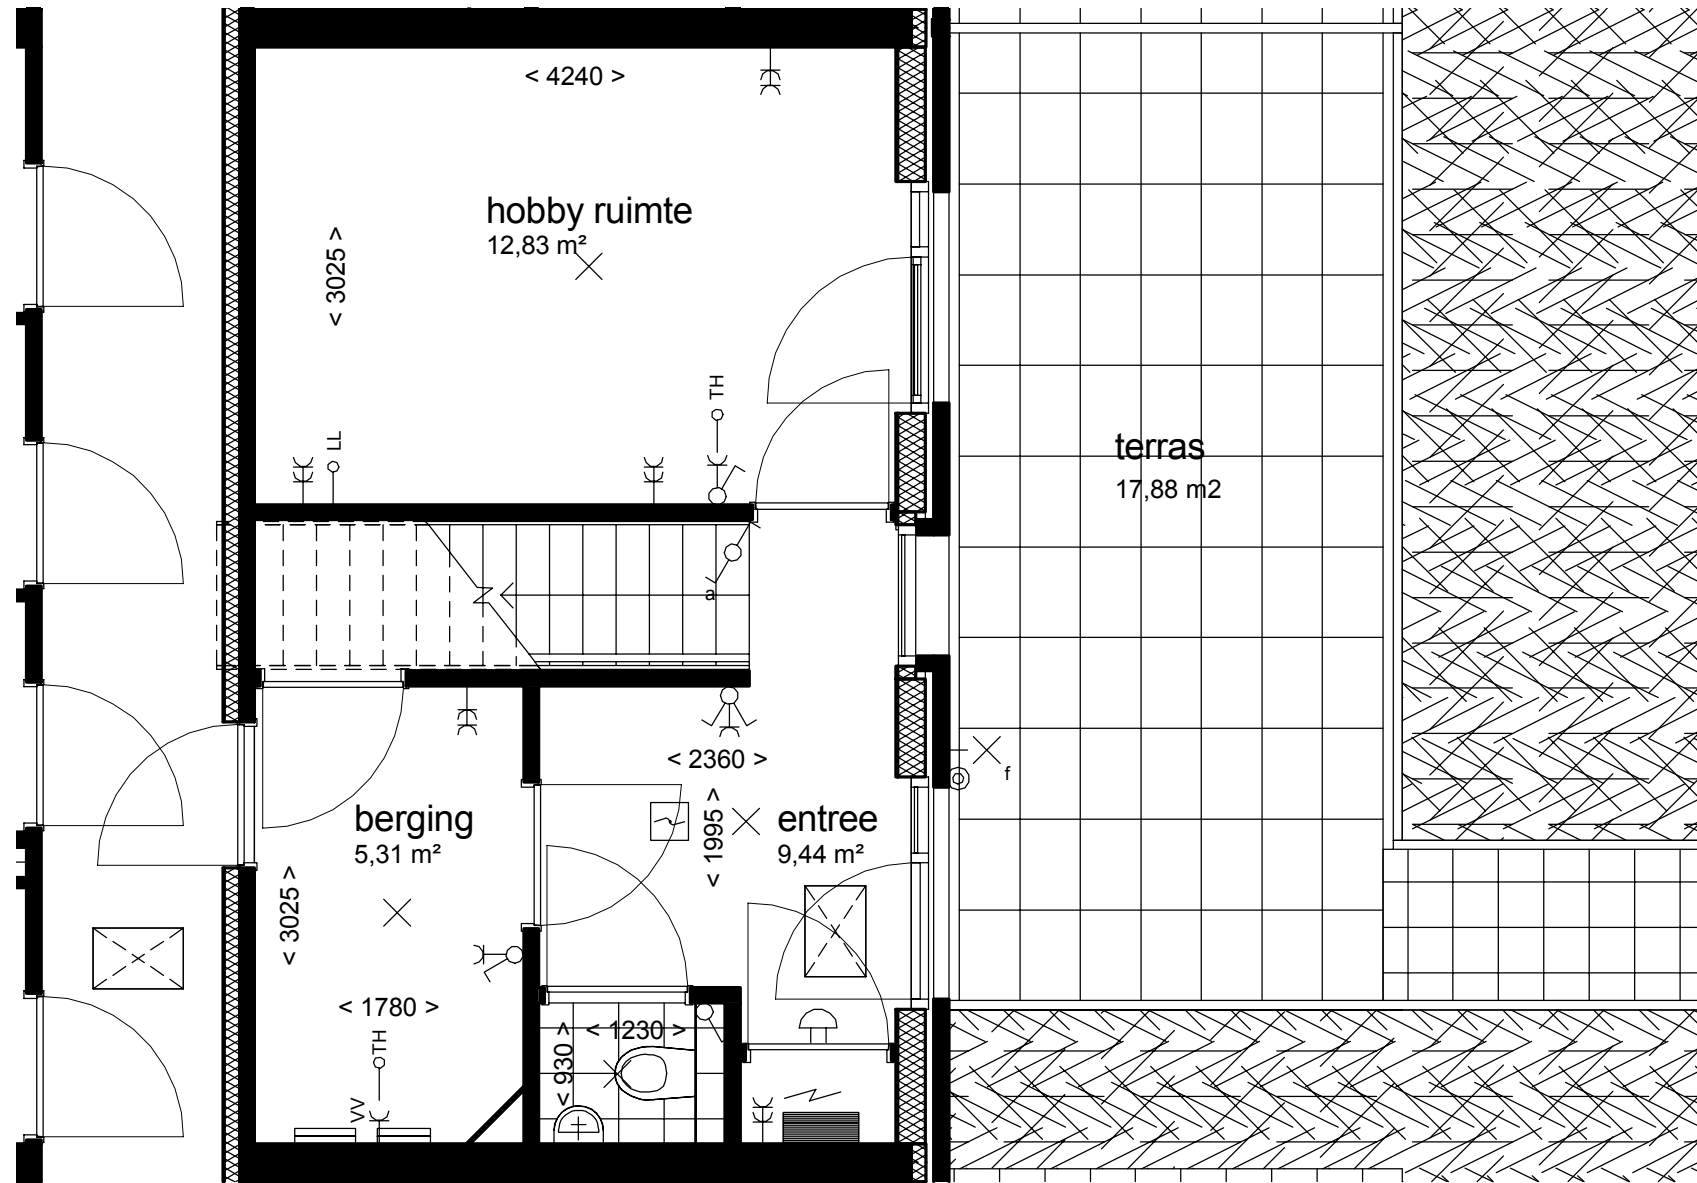 < 4240 >
hobby ruimte
12,83 m²
< 3025 >
TH
LL
terras
17,88 m2
a
< 2360 >
f
< 1995 >
berging
5,31 m²
entree
9,44 m²
< 3025 >
< 1780 >
< 1230 >
< 930 >
TH
VV